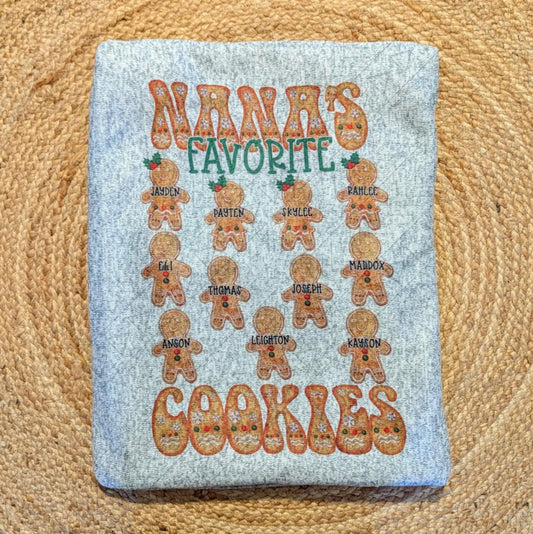 NANA'S
FAVORITE
JAYDEN PAYTEN SKYLEE RAHLEE
ELI THOMAS JOSEPH MADDOX
ANSON LEIGHTON KAYSON
COOKIES